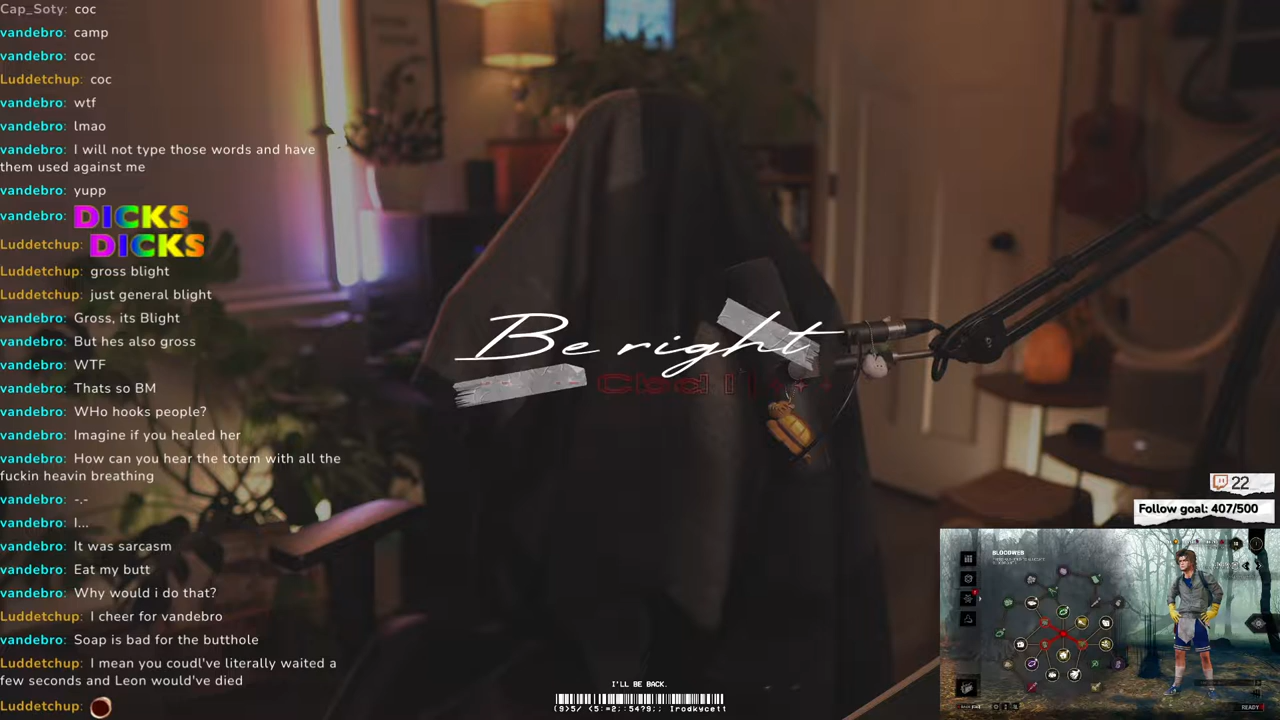 Cap_Soty: coc
vandebro: camp
vandebro: coc
Luddetchup: coc
vandebro: wtf
vandebro: lmao
vandebro: I will not type those words and have
them used against me
vandebro: yupp
vandebro: DICKS
Luddetchup: DICKS
Luddetchup: gross blight
Luddetchup: just general blight
vandebro: Gross, its Blight
vandebro: But hes also gross
vandebro: WTF
vandebro: Thats so BM
vandebro: WHo hooks people?
vandebro: Imagine if you healed her
vandebro: How can you hear the totem with all the
fuckin heavin breathing
vandebro: -.-
vandebro: I...
vandebro: It was sarcasm
vandebro: Eat my butt
vandebro: Why would i do that?
Luddetchup: I cheer for vandebro
vandebro: Soap is bad for the butthole
Luddetchup: I mean you coudl've literally waited a
few seconds and Leon would've died
Luddetchup:
Be right
22
Follow goal: 407/500
BLOODWEB
READY
I'LL BE BACK.